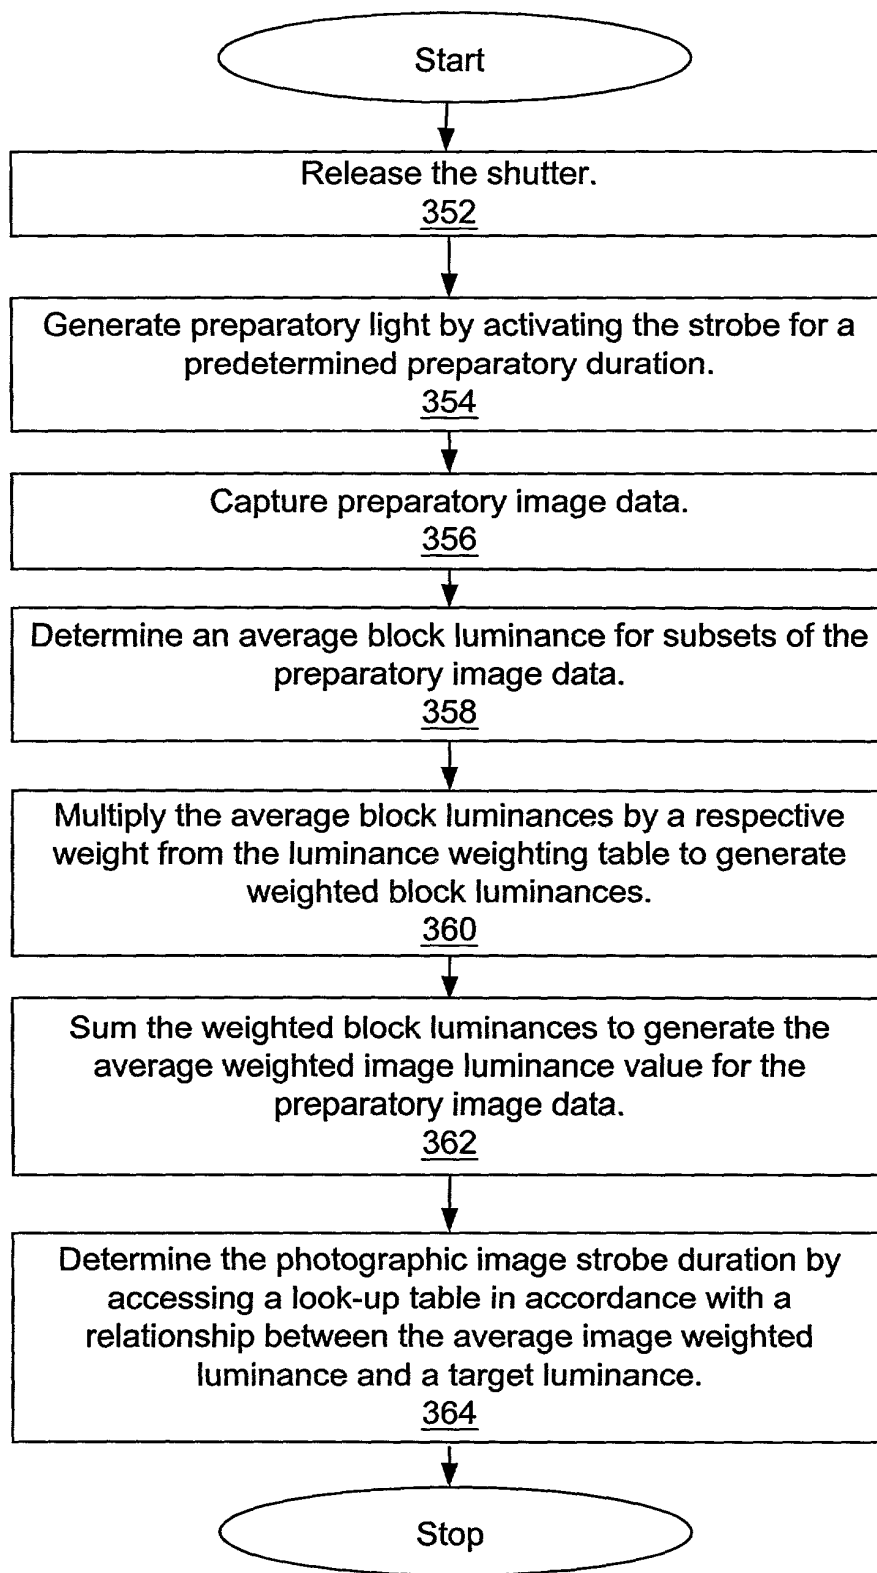 Start
Release the shutter.
352
Generate preparatory light by activating the strobe for a
predetermined preparatory duration.
354
Capture preparatory image data.
356
Determine an average block luminance for subsets of the
preparatory image data.
358
Multiply the average block luminances by a respective
weight from the luminance weighting table to generate
weighted block luminances.
360
Sum the weighted block luminances to generate the
average weighted image luminance value for the
preparatory image data.
362
Determine the photographic image strobe duration by
accessing a look-up table in accordance with a
relationship between the average image weighted
luminance and a target luminance.
364
Stop